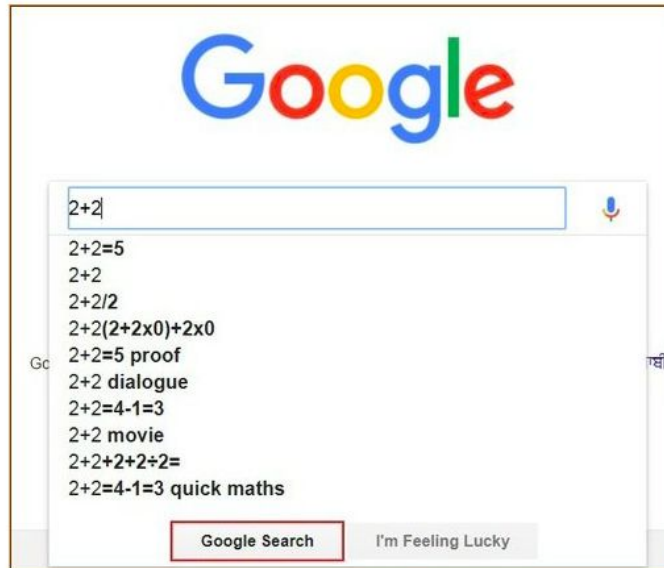 Google
2+2
2+2=5
2+2
2+2/2
2+2(2+2x0)+2x0
2+2=5 proof
Go
2+2 dialogue
2+2=4-1=3
2+2 movie
2+2+2+2÷2=
2+2=4-1=3 quick maths
Google Search I'm Feeling Lucky